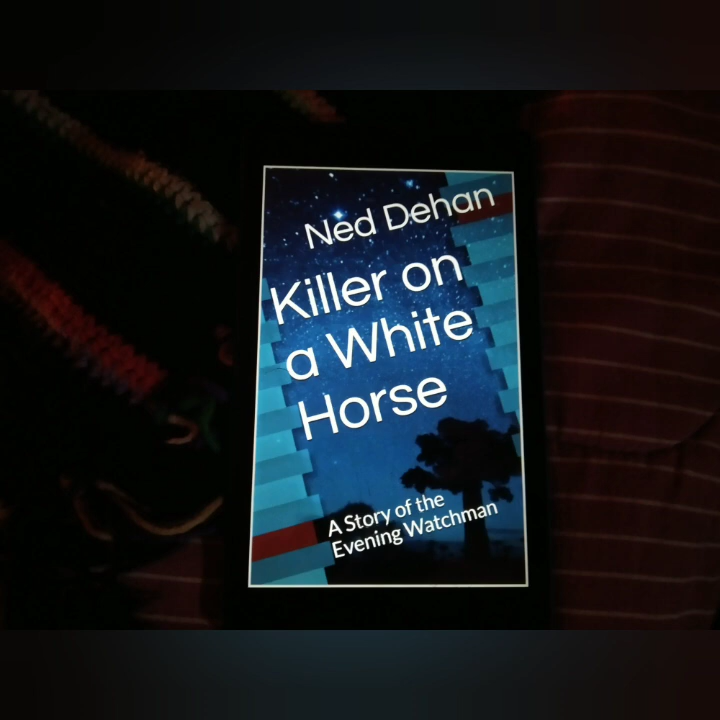 Ned Dehan
Killer on
a White
Horse
A Story of the
Evening Watchman